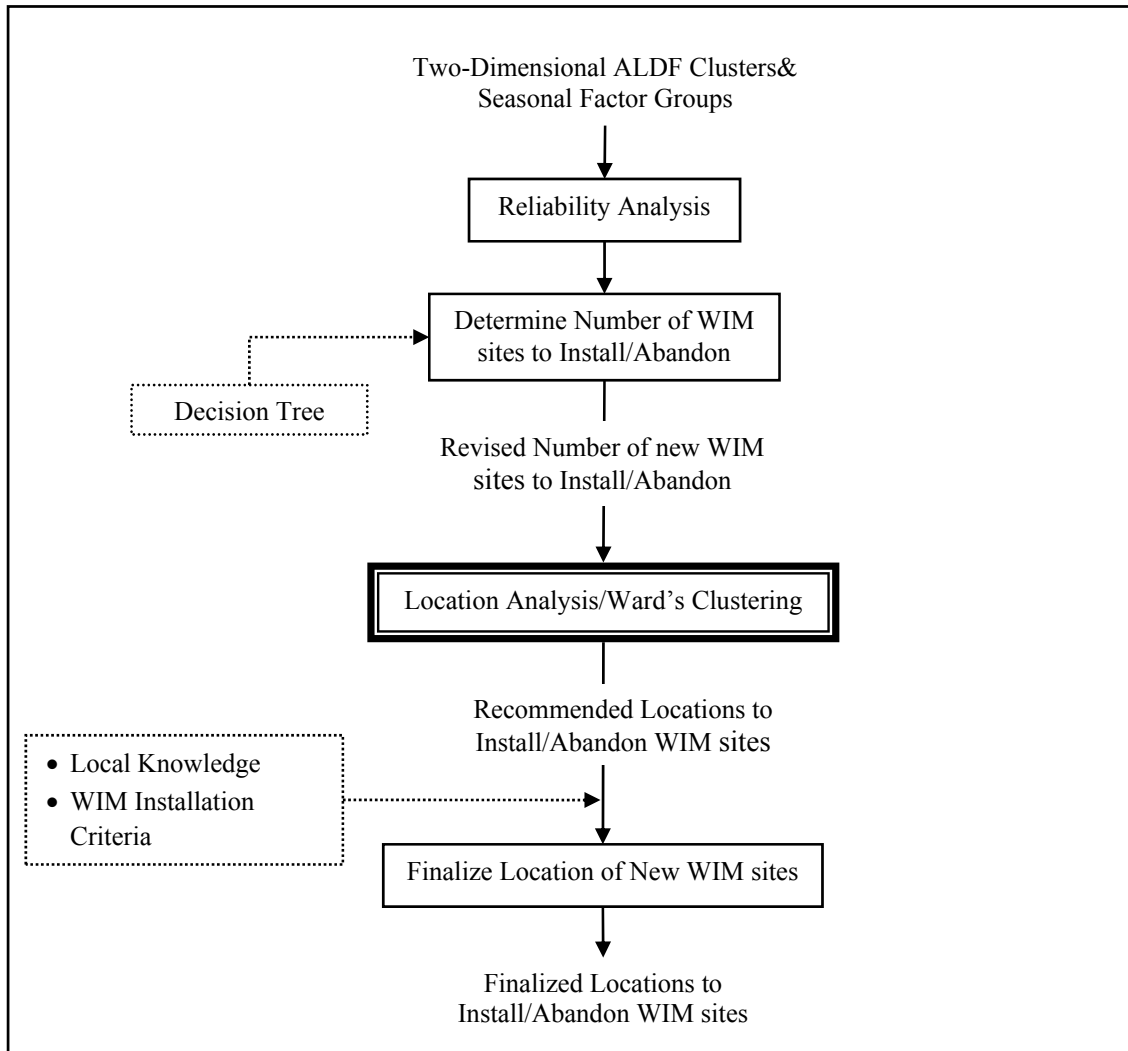 Two-Dimensional ALDF Clusters&
Seasonal Factor Groups
Reliability Analysis
Determine Number of WIM
sites to Install/Abandon
Decision Tree
Revised Number of new WIM
sites to Install/Abandon
Location Analysis/Ward’s Clustering
Recommended Locations to
Install/Abandon WIM sites
• Local Knowledge
• WIM Installation
Criteria
Finalize Location of New WIM sites
Finalized Locations to
Install/Abandon WIM sites